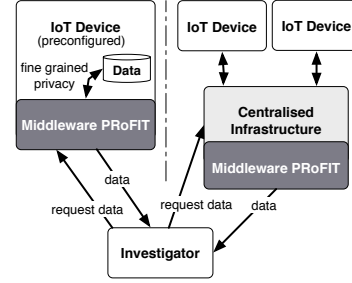 IoT Device
(preconfigured)
fine grained
privacy
Data
Middleware PRoFIT
IoT Device
IoT Device
Centralised
Infrastructure
Middleware PRoFIT
data
request data
request data
data
Investigator